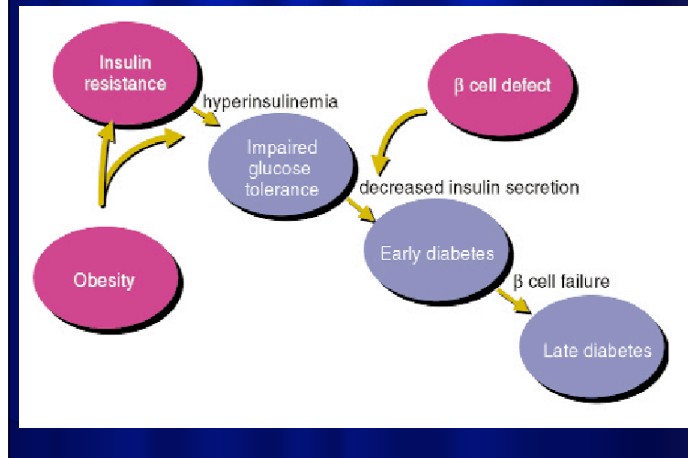 Insulin
resistance
β cell defect
hyperinsulinemia
Impaired
glucose
tolerance
decreased insulin secretion
Early diabetes
Obesity
β cell failure
Late diabetes